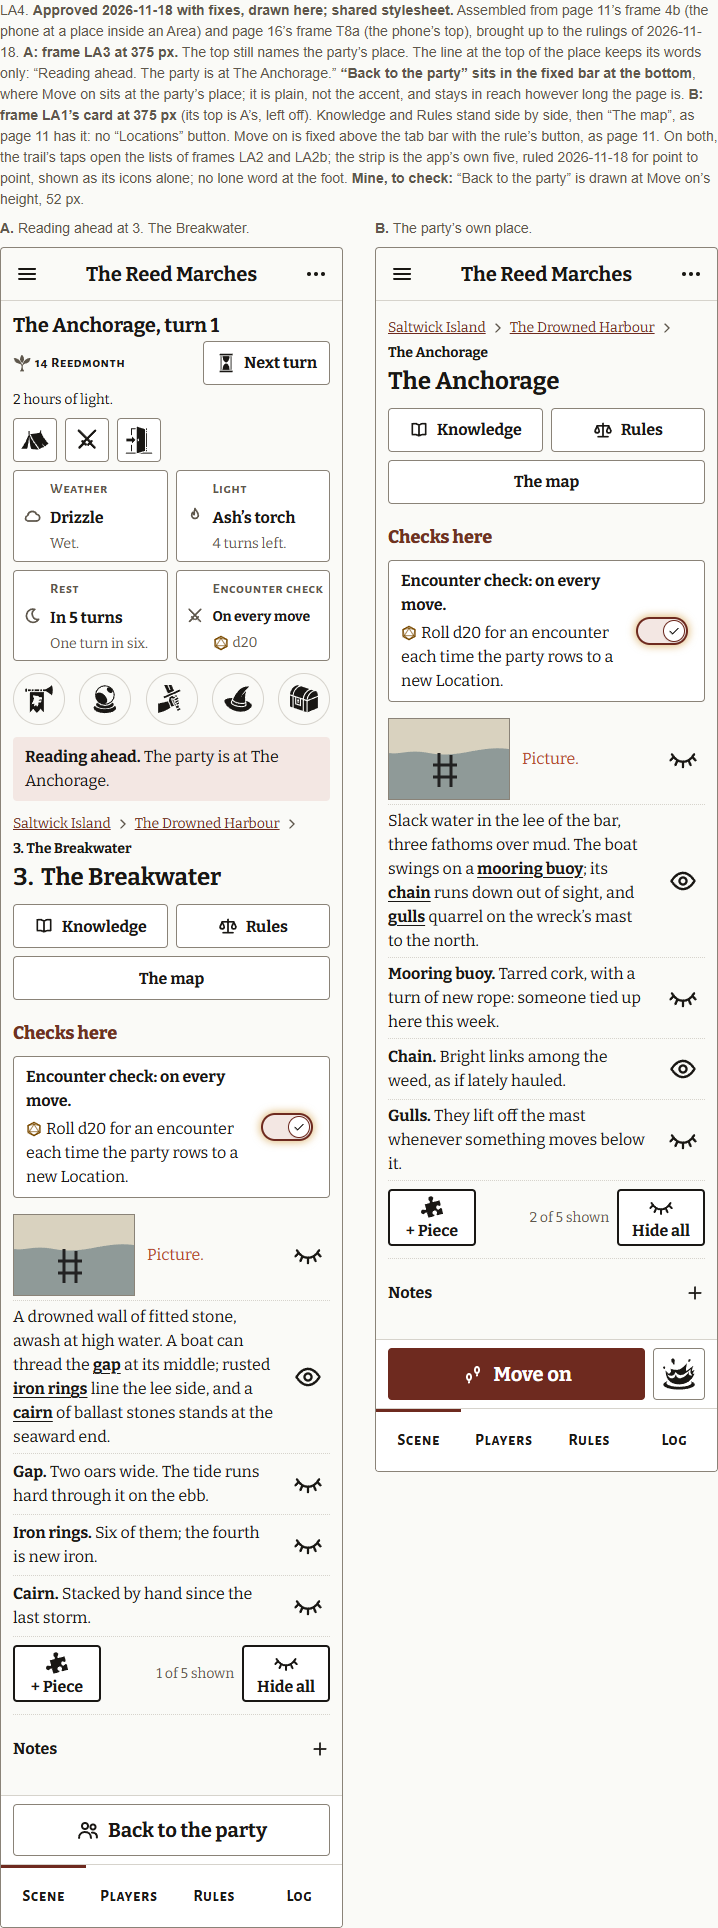 LA4. Approved 2026-11-18 with fixes, drawn here; shared stylesheet. Assembled from page 11’s frame 4b (the
phone at a place inside an Area) and page 16’s frame T8a (the phone’s top), brought up to the rulings of 2026-11-
18. A: frame LA3 at 375 px. The top still names the party’s place. The line at the top of the place keeps its words
only: “Reading ahead. The party is at The Anchorage.” “Back to the party” sits in the fixed bar at the bottom,
where Move on sits at the party’s place; it is plain, not the accent, and stays in reach however long the page is. B:
frame LA1’s card at 375 px (its top is A’s, left off). Knowledge and Rules stand side by side, then “The map”, as
page 11 has it: no “Locations” button. Move on is fixed above the tab bar with the rule’s button, as page 11. On both,
the trail’s taps open the lists of frames LA2 and LA2b; the strip is the app’s own five, ruled 2026-11-18 for point to
point, shown as its icons alone; no lone word at the foot. Mine, to check: “Back to the party” is drawn at Move on’s
height, 52 px.
A. Reading ahead at 3. The Breakwater.
The Reed Marches
The Anchorage, turn 1
14 REEDMONTH
Next turn
2 hours of light.
WEATHER
Drizzle
Wet.
LIGHT
Ash’s torch
4 turns left.
REST
In 5 turns
One turn in six.
ENCOUNTER CHECK
On every move
d20
Reading ahead. The party is at The
Anchorage.
Saltwick Island > The Drowned Harbour >
3. The Breakwater
3. The Breakwater
Knowledge
Rules
The map
Checks here
Encounter check: on every
move.
Roll d20 for an encounter
each time the party rows to a
new Location.
Picture.
A drowned wall of fitted stone,
awash at high water. A boat can
thread the gap at its middle; rusted
iron rings line the lee side, and a
cairn of ballast stones stands at the
seaward end.
Gap. Two oars wide. The tide runs
hard through it on the ebb.
Iron rings. Six of them; the fourth
is new iron.
Cairn. Stacked by hand since the
last storm.
+ Piece
1 of 5 shown
Hide all
Notes
Back to the party
SCENE
PLAYERS
RULES
LOG
B. The party’s own place.
The Reed Marches
Saltwick Island > The Drowned Harbour >
The Anchorage
The Anchorage
Knowledge
Rules
The map
Checks here
Encounter check: on every
move.
Roll d20 for an encounter
each time the party rows to a
new Location.
Picture.
Slack water in the lee of the bar,
three fathoms over mud. The boat
swings on a mooring buoy; its
chain runs down out of sight, and
gulls quarrel on the wreck’s mast
to the north.
Mooring buoy. Tarred cork, with a
turn of new rope: someone tied up
here this week.
Chain. Bright links among the
weed, as if lately hauled.
Gulls. They lift off the mast
whenever something moves below
it.
+ Piece
2 of 5 shown
Hide all
Notes
Move on
SCENE
PLAYERS
RULES
LOG